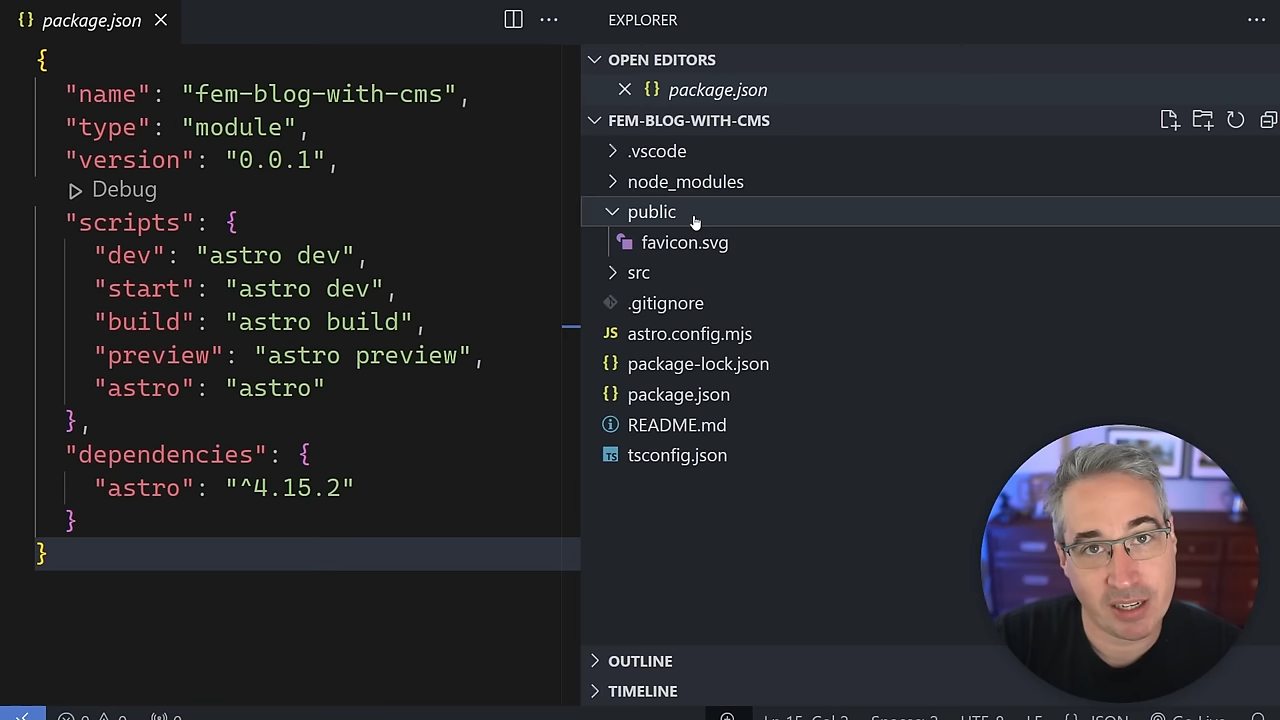 package.json
{
"name": "fem-blog-with-cms",
"type": "module",
"version": "0.0.1",
Debug
"scripts": {
"dev": "astro dev",
"start": "astro dev",
"build": "astro build",
"preview": "astro preview",
"astro": "astro"
},
"dependencies": {
"astro": "^4.15.2"
}
}
EXPLORER
OPEN EDITORS
package.json
FEM-BLOG-WITH-CMS
.vscode
node_modules
public
favicon.svg
src
.gitignore
JS astro.config.mjs
{} package-lock.json
{} package.json
README.md
TS tsconfig.json
OUTLINE
TIMELINE